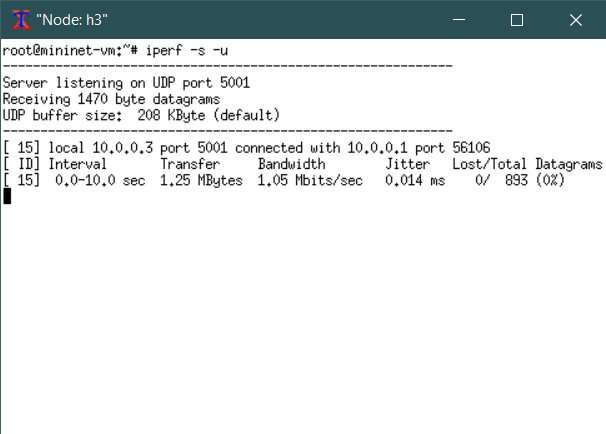 "Node: h3"
root@mininet-vm:~# iperf -s -u
------------------------------------------------------------
Server listening on UDP port 5001
Receiving 1470 byte datagrams
UDP buffer size:  208 KByte (default)
------------------------------------------------------------
[ 15] local 10.0.0.3 port 5001 connected with 10.0.0.1 port 56106
[ ID] Interval       Transfer     Bandwidth        Jitter   Lost/Total Datagrams
[ 15]  0.0-10.0 sec  1.25 MBytes  1.05 Mbits/sec   0.014 ms    0/  893 (0%)